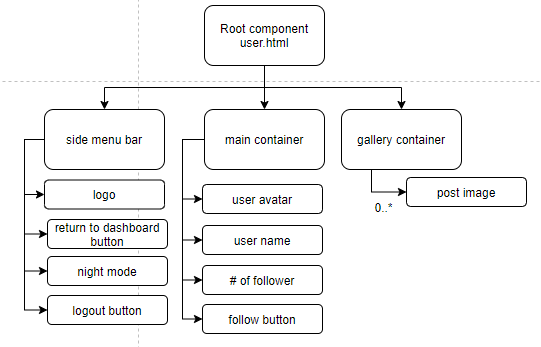 Root component
user.html
side menu bar
main container
gallery container
logo
return to dashboard
button
night mode
logout button
user avatar
user name
# of follower
follow button
post image
0..*